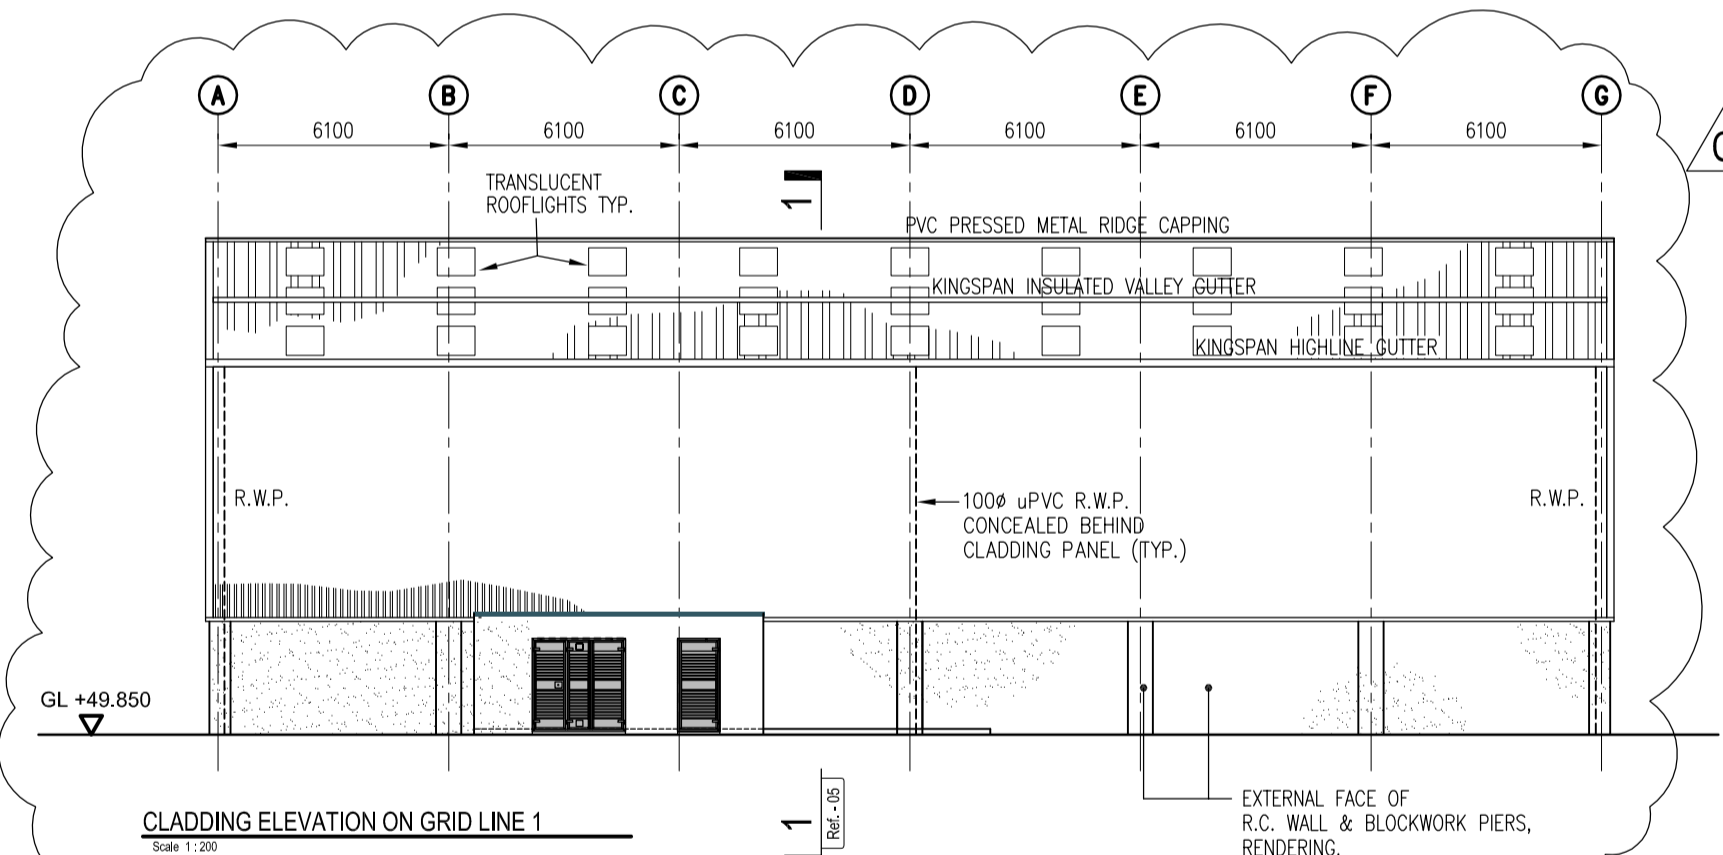 A B C D E F G
6100 6100 6100 6100 6100 6100
TRANSLUCENT
ROOFLIGHTS TYP.
1
PVC PRESSED METAL RIDGE CAPPING
KINGSPAN INSULATED VALLEY GUTTER
KINGSPAN HIGHLINE GUTTER
R.W.P.
100ø uPVC R.W.P.
CONCEALED BEHIND
CLADDING PANEL (TYP.)
R.W.P.
GL +49.850
CLADDING ELEVATION ON GRID LINE 1
Scale 1:200
1
Ref. - 05
EXTERNAL FACE OF
R.C. WALL & BLOCKWORK PIERS,
RENDERING.